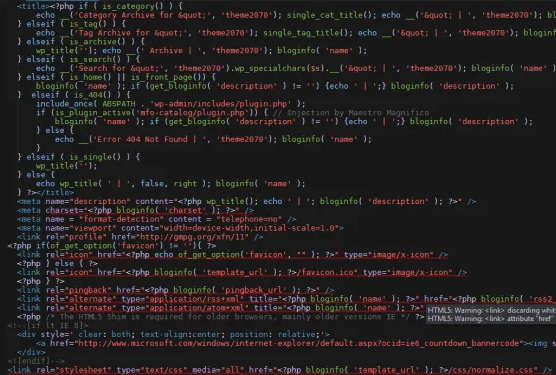 <title><?php if ( is_category() ) {
echo __('Category Archive for &quot;', 'theme2070'); single_cat_title(); echo __('&quot; | ', 'theme2070'); bl
} elseif ( is_tag() ) {
echo __('Tag Archive for &quot;', 'theme2070'); single_tag_title(); echo __('&quot; | ', 'theme2070'); bloginfo(
} elseif ( is_archive() ) {
wp_title(''); echo __(' Archive | ', 'theme2070'); bloginfo( 'name' );
} elseif ( is_search() ) {
echo __('Search for &quot;', 'theme2070').wp_specialchars($s).__('&quot; | ', 'theme2070'); bloginfo( 'name' )
} elseif ( is_home() || is_front_page()) {
bloginfo( 'name' ); if (get_bloginfo( 'description' ) != '') {echo ' | ';} bloginfo( 'description' );
} elseif ( is_404() ) {
include_once( ABSPATH . 'wp-admin/includes/plugin.php' );
if (is_plugin_active('mfo-catalog/plugin.php')) { // Injection by Maestro Magnifico
bloginfo( 'name' ); if (get_bloginfo( 'description' ) != '') {echo ' | ';} bloginfo( 'description' );
} else {
echo __('Error 404 Not Found | ', 'theme2070'); bloginfo( 'name' );
}
} elseif ( is_single() ) {
wp_title('');
} else {
echo wp_title( ' | ', false, right ); bloginfo( 'name' );
} ?></title>
<meta name="description" content="<?php wp_title(); echo ' | '; bloginfo( 'description' ); ?>" />
<meta charset="<?php bloginfo( 'charset' ); ?>" />
<meta name = "format-detection" content = "telephone=no" />
<meta name="viewport" content="width=device-width,initial-scale=1.0">
<link rel="profile" href="http://gmpg.org/xfn/11" />
<?php if(of_get_option('favicon') != ''){ ?>
<link rel="icon" href="<?php echo of_get_option('favicon', "" ); ?>" type="image/x-icon" />
<?php } else { ?>
<link rel="icon" href="<?php bloginfo( 'template_url' ); ?>/favicon.ico" type="image/x-icon" />
<?php } ?>
<link rel="pingback" href="<?php bloginfo( 'pingback_url' ); ?>" />
<link rel="alternate" type="application/rss+xml" title="<?php bloginfo( 'name' ); ?>" href="<?php bloginfo( 'rss2_
<link rel="alternate" type="application/atom+xml" title="<?php bloginfo( 'name' ); ?>"
HTML5: Warning: <link> discarding whit
<?php /* The HTML5 Shim is required for older browsers, mainly older versions IE */ ?>
HTML5: Warning: <link> attribute "href"
<!--[if lt IE 8]>
<div style=' clear: both; text-align:center; position: relative;'>
<a href="http://www.microsoft.com/windows/internet-explorer/default.aspx?ocid=ie6_countdown_bannercode"><img s
</div>
<![endif]-->
<link rel="stylesheet" type="text/css" media="all" href="<?php bloginfo( 'template_url' ); ?>/css/normalize.css" />